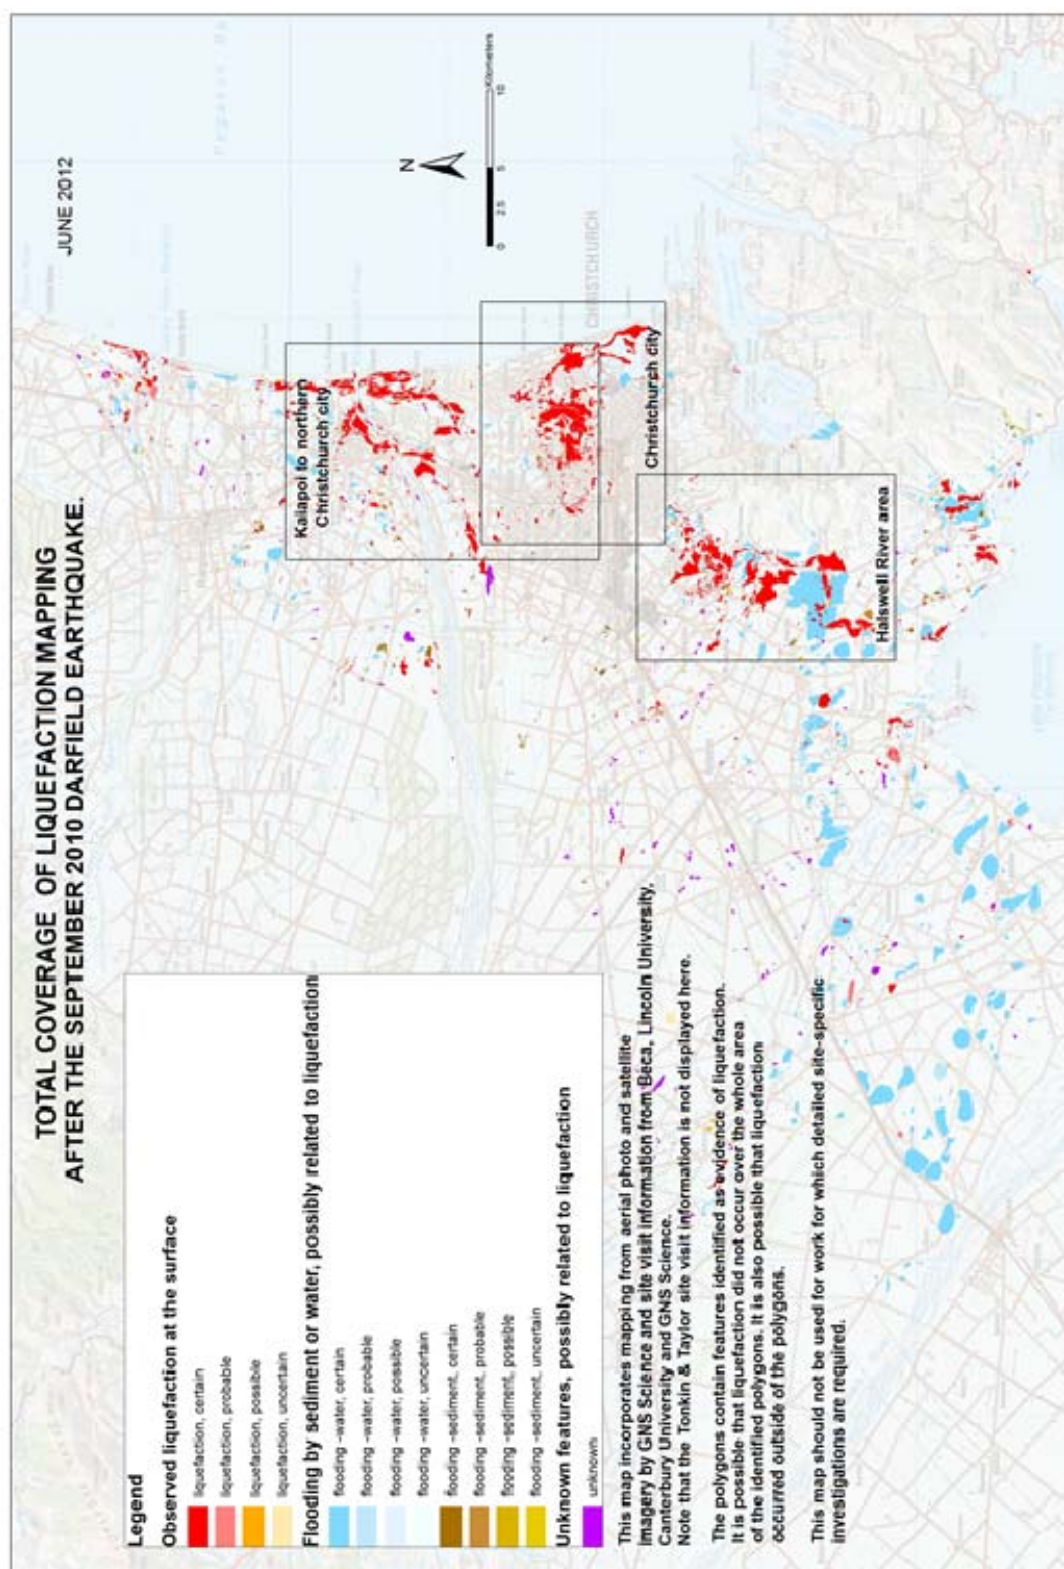 TOTAL COVERAGE OF LIQUEFACTION MAPPING
AFTER THE SEPTEMBER 2010 DARFIELD EARTHQUAKE.
JUNE 2012
N
0
2.5
5
10
Kilometers
CHRISTCHURCH
Kaiapoi to northern
Christchurch city
Christchurch city
Halswell River area
Legend
Observed liquefaction at the surface
liquefaction, certain
liquefaction, probable
liquefaction, possible
liquefaction, uncertain
Flooding by sediment or water, possibly related to liquefaction
flooding –water, certain
flooding –water, probable
flooding –water, possible
flooding –water, uncertain
flooding –sediment, certain
flooding –sediment, probable
flooding –sediment, possible
flooding –sediment, uncertain
Unknown features, possibly related to liquefaction
unknown
This map incorporates mapping from aerial photo and satellite
imagery by GNS Science and site visit information from Beca, Lincoln University,
Canterbury University and GNS Science.
Note that the Tonkin & Taylor site visit information is not displayed here.
The polygons contain features identified as evidence of liquefaction.
It is possible that liquefaction did not occur over the whole area
of the identified polygons. It is also possible that liquefaction
occurred outside of the polygons.
This map should not be used for work for which detailed site-specific
investigations are required.